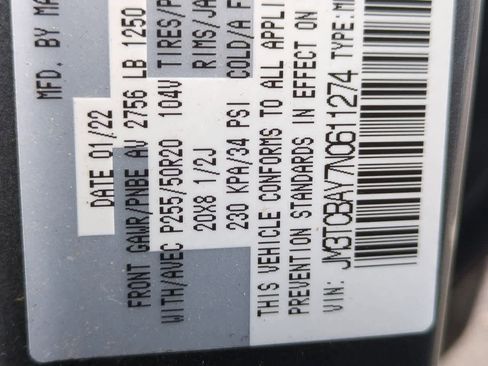 MFD. BY MA
DATE 01/22
FRONT GAWR/PNBE AV 2756 LB 1250
WITH/AVEC P255/50R20 104V TIRES/P
20X8 1/2J RIMS/JA
230 KPA/34 PSI COLD/A F
THIS VEHICLE CONFORMS TO ALL APPLI
PREVENTION STANDARDS IN EFFECT ON
VIN: JM3TCBAY7N0611274 TYPE:M